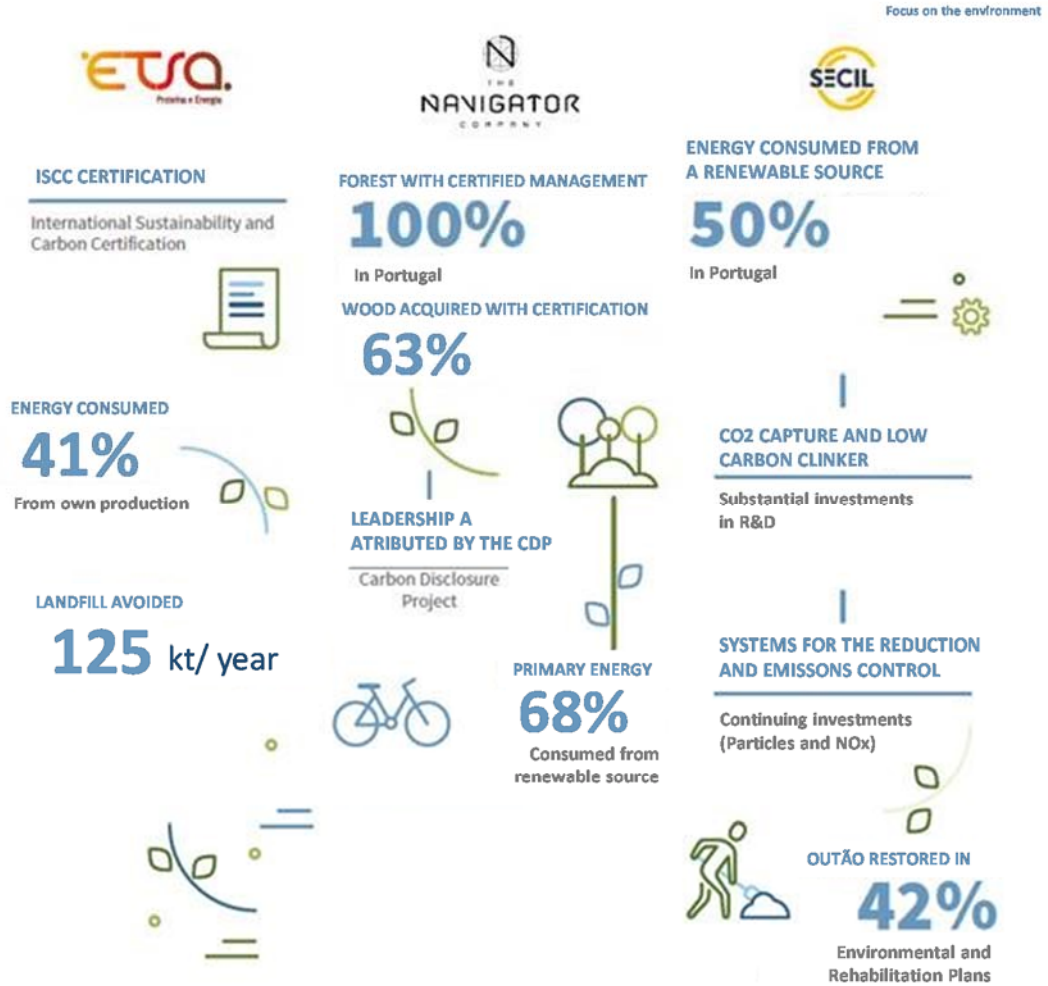 Focus on the environment
ETSA.
Proteína e Energia
ISCC CERTIFICATION
International Sustainability and
Carbon Certification
ENERGY CONSUMED
41%
From own production
LANDFILL AVOIDED
125 kt/ year
N
THE
NAVIGATOR
COMPANY
FOREST WITH CERTIFIED MANAGEMENT
100%
In Portugal
WOOD ACQUIRED WITH CERTIFICATION
63%
LEADERSHIP A
ATRIBUTED BY THE CDP
Carbon Disclosure
Project
PRIMARY ENERGY
68%
Consumed from
renewable source
SECIL
ENERGY CONSUMED FROM
A RENEWABLE SOURCE
50%
In Portugal
CO2 CAPTURE AND LOW
CARBON CLINKER
Substantial investments
in R&D
SYSTEMS FOR THE REDUCTION
AND EMISSONS CONTROL
Continuing investments
(Particles and NOx)
OUTÃO RESTORED IN
42%
Environmental and
Rehabilitation Plans